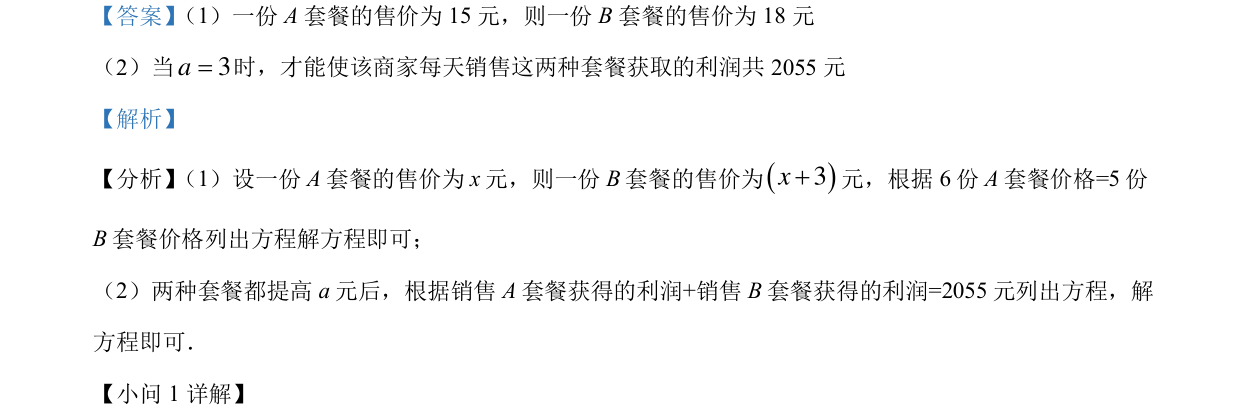 【答案】（1）一份 A 套餐的售价为 15 元，则一份 B 套餐的售价为 18 元
（2）当 a = 3 时，才能使该商家每天销售这两种套餐获取的利润共 2055 元
【解析】
【分析】（1）设一份 A 套餐的售价为 x 元，则一份 B 套餐的售价为 (x+3) 元，根据 6 份 A 套餐价格=5 份
B 套餐价格列出方程解方程即可；
（2）两种套餐都提高 a 元后，根据销售 A 套餐获得的利润+销售 B 套餐获得的利润=2055 元列出方程，解
方程即可．
【小问 1 详解】